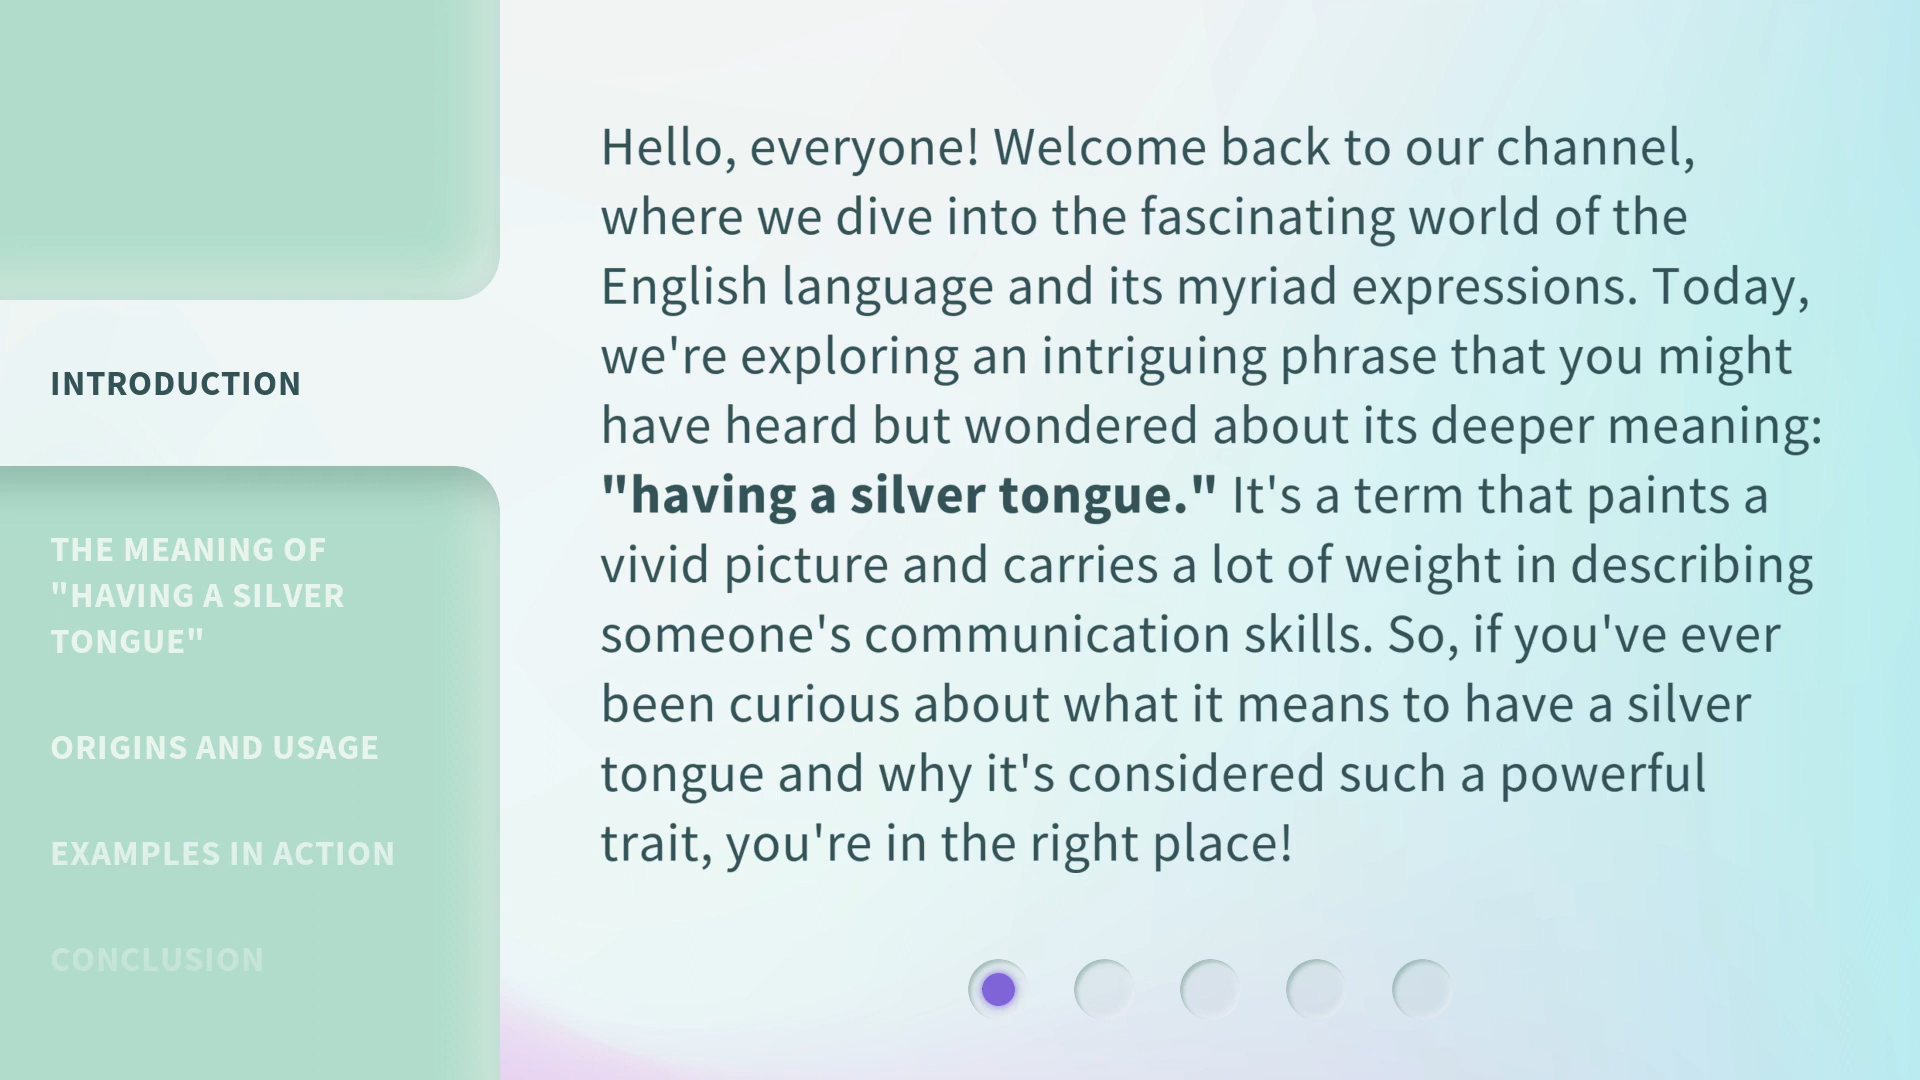 INTRODUCTION
THE MEANING OF
"HAVING A SILVER
TONGUE"
ORIGINS AND USAGE
EXAMPLES IN ACTION
CONCLUSION
Hello, everyone! Welcome back to our channel,
where we dive into the fascinating world of the
English language and its myriad expressions. Today,
we're exploring an intriguing phrase that you might
have heard but wondered about its deeper meaning:
"having a silver tongue." It's a term that paints a
vivid picture and carries a lot of weight in describing
someone's communication skills. So, if you've ever
been curious about what it means to have a silver
tongue and why it's considered such a powerful
trait, you're in the right place!